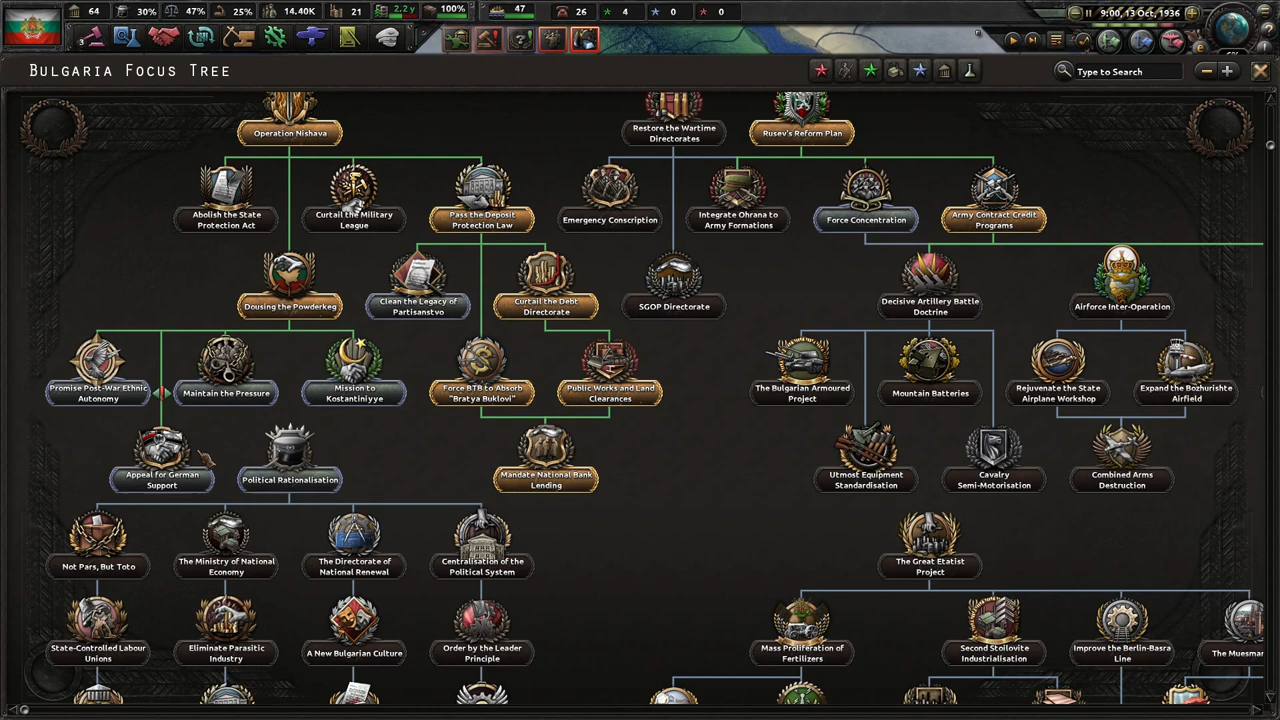 64
30%
47%
25%
14.40K
21
2.2 y
100%
47
26
4
0
0
9:00, 13 Oct, 1936
3
Bulgaria Focus Tree
Type to Search
Operation Nishava
Restore the Wartime
Directorates
Rusev's Reform Plan
Abolish the State
Protection Act
Curtail the Military
League
Pass the Deposit
Protection Law
Emergency Conscription
Integrate Ohrana to
Army Formations
Force Concentration
Army Contract Credit
Programs
Dousing the Powderkeg
Clean the Legacy of
Partisanstvo
Curtail the Debt
Directorate
SGOP Directorate
Decisive Artillery Battle
Doctrine
Airforce Inter-Operation
Promise Post-War Ethnic
Autonomy
Maintain the Pressure
Mission to
Kostantiniyye
Force BTB to Absorb
"Bratya Buklovi"
Public Works and Land
Clearances
The Bulgarian Armoured
Project
Mountain Batteries
Rejuvenate the State
Airplane Workshop
Expand the Bozhurishte
Airfield
Appeal for German
Support
Political Rationalisation
Mandate National Bank
Lending
Utmost Equipment
Standardisation
Cavalry
Semi-Motorisation
Combined Arms
Destruction
Not Pars, But Toto
The Ministry of National
Economy
The Directorate of
National Renewal
Centralisation of the
Political System
The Great Etatist
Project
State-Controlled Labour
Unions
Eliminate Parasitic
Industry
A New Bulgarian Culture
Order by the Leader
Principle
Mass Proliferation of
Fertilizers
Second Stoilovite
Industrialisation
Improve the Berlin-Basra
Line
The Muesmar